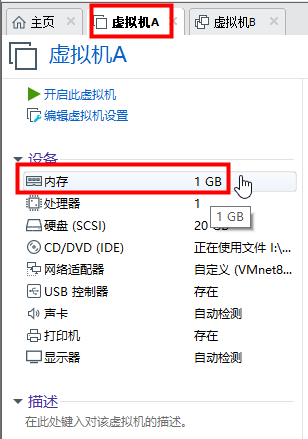 主页 虚拟机A 虚拟机B
虚拟机A
开启此虚拟机
编辑虚拟机设置
设备
内存 1 GB
处理器 1
1 GB
硬盘 (SCSI) 20 GB
CD/DVD (IDE) 正在使用文件 I:\...
网络适配器 自定义 (VMnet8...
USB 控制器 存在
声卡 自动检测
打印机 存在
显示器 自动检测
描述
在此处键入对该虚拟机的描述。